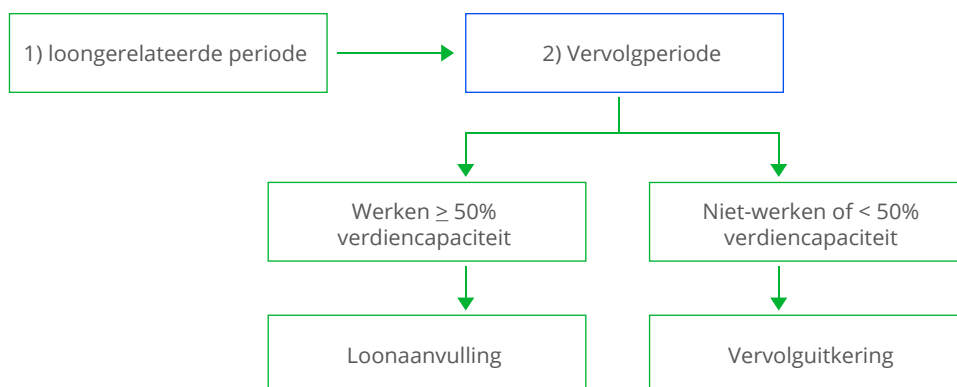 1) loongerelateerde periode
2) Vervolgperiode
Werken ≥ 50%
verdiencapaciteit
Niet-werken of < 50%
verdiencapaciteit
Loonaanvulling
Vervolguitkering